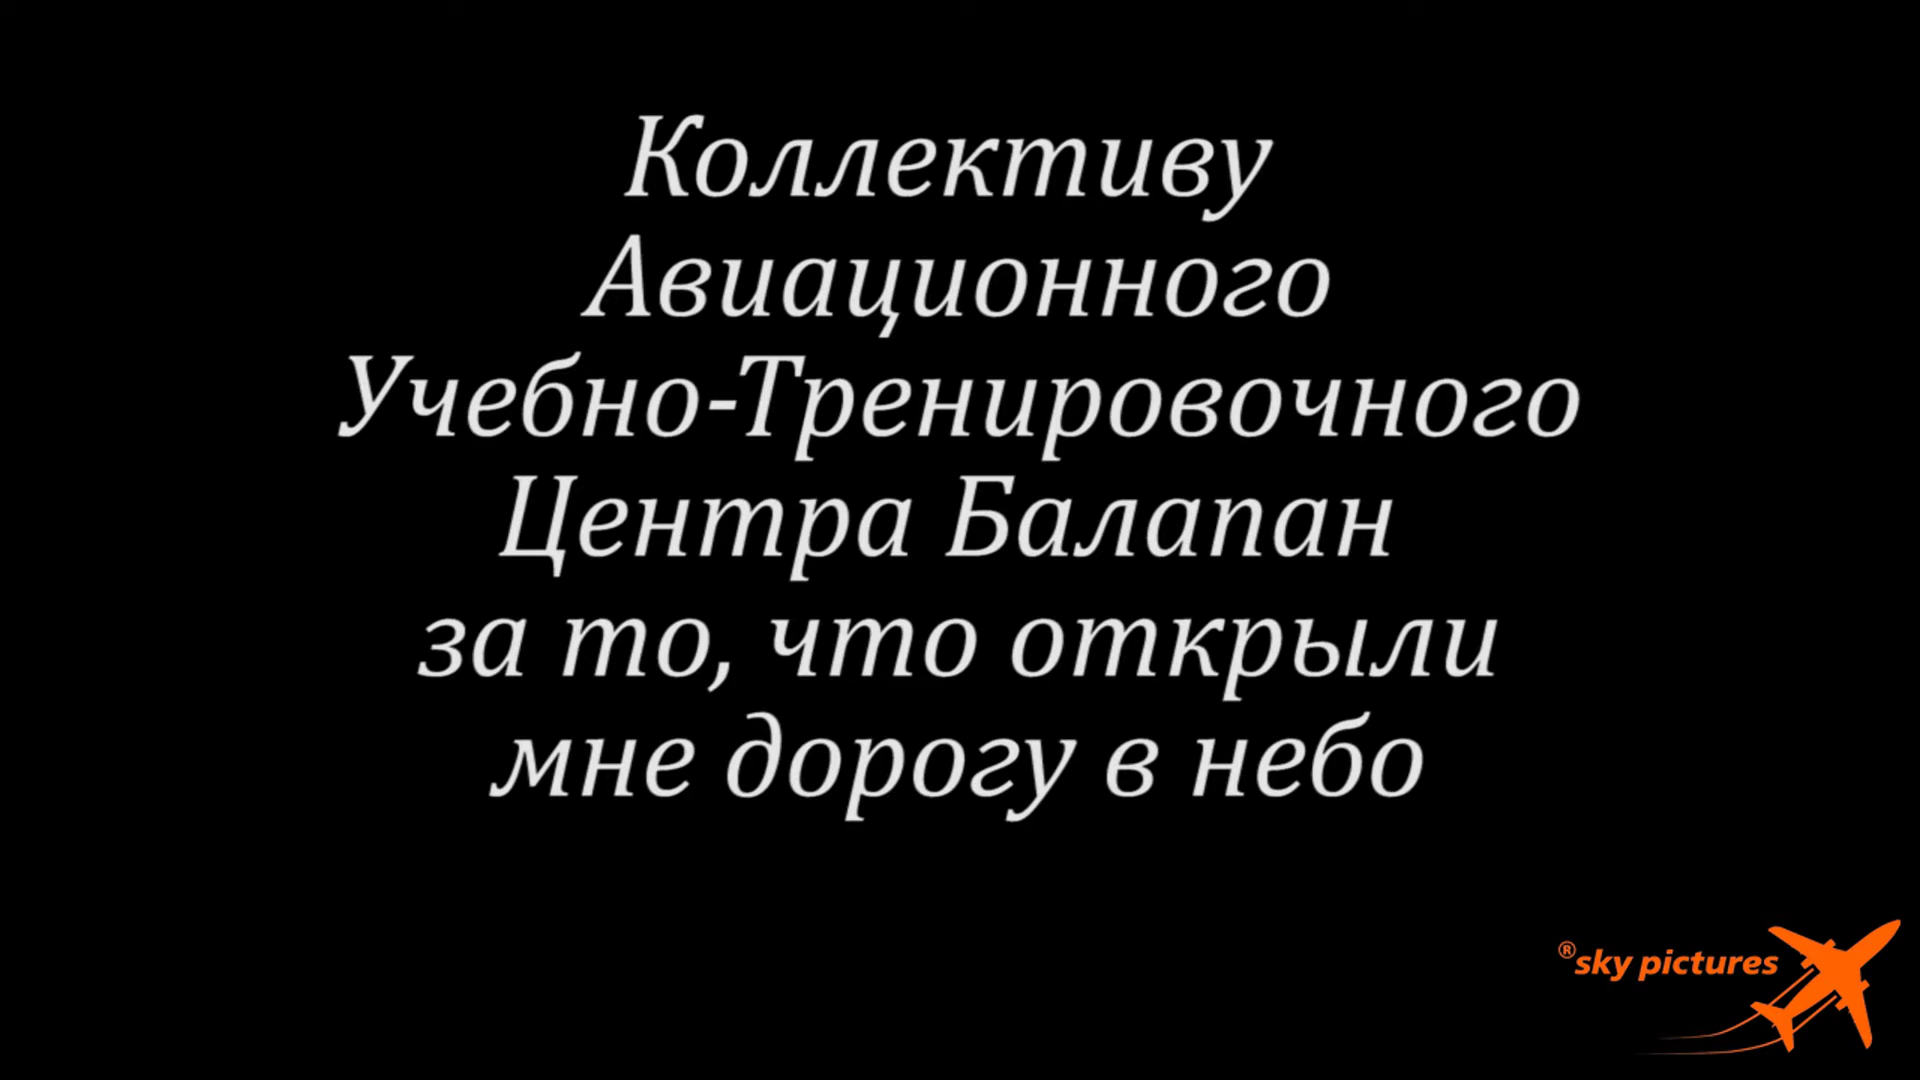 Коллективу
Авиационного
Учебно-Тренировочного
Центра Балапан
за то, что открыли
мне дорогу в небо
®sky pictures